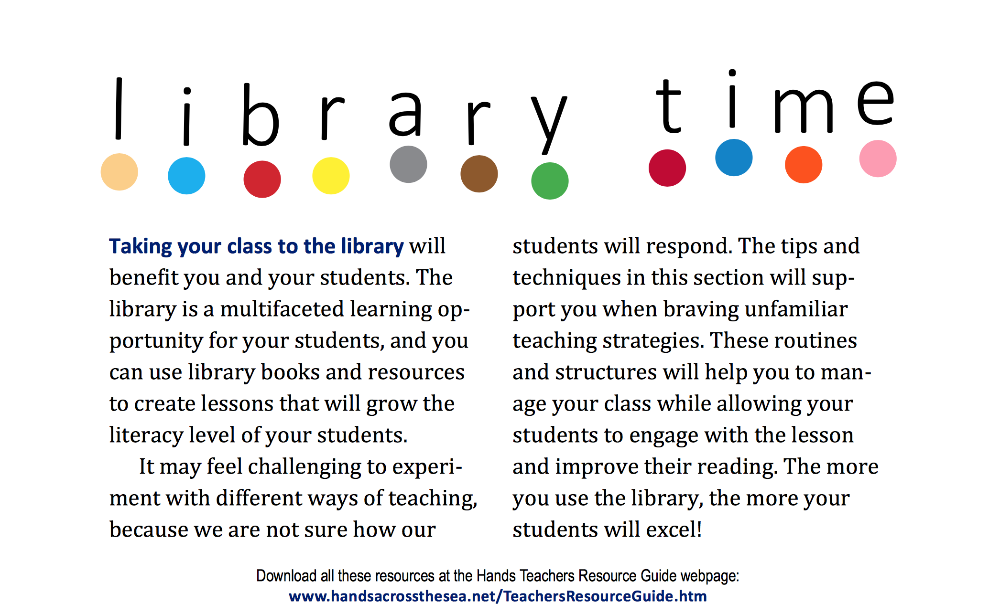 library time
Taking your class to the library will
benefit you and your students. The
library is a multifaceted learning op-
portunity for your students, and you
can use library books and resources
to create lessons that will grow the
literacy level of your students.
It may feel challenging to experi-
ment with different ways of teaching,
because we are not sure how our
students will respond. The tips and
techniques in this section will sup-
port you when braving unfamiliar
teaching strategies. These routines
and structures will help you to man-
age your class while allowing your
students to engage with the lesson
and improve their reading. The more
you use the library, the more your
students will excel!
Download all these resources at the Hands Teachers Resource Guide webpage:
www.handsacrossthesea.net/TeachersResourceGuide.htm